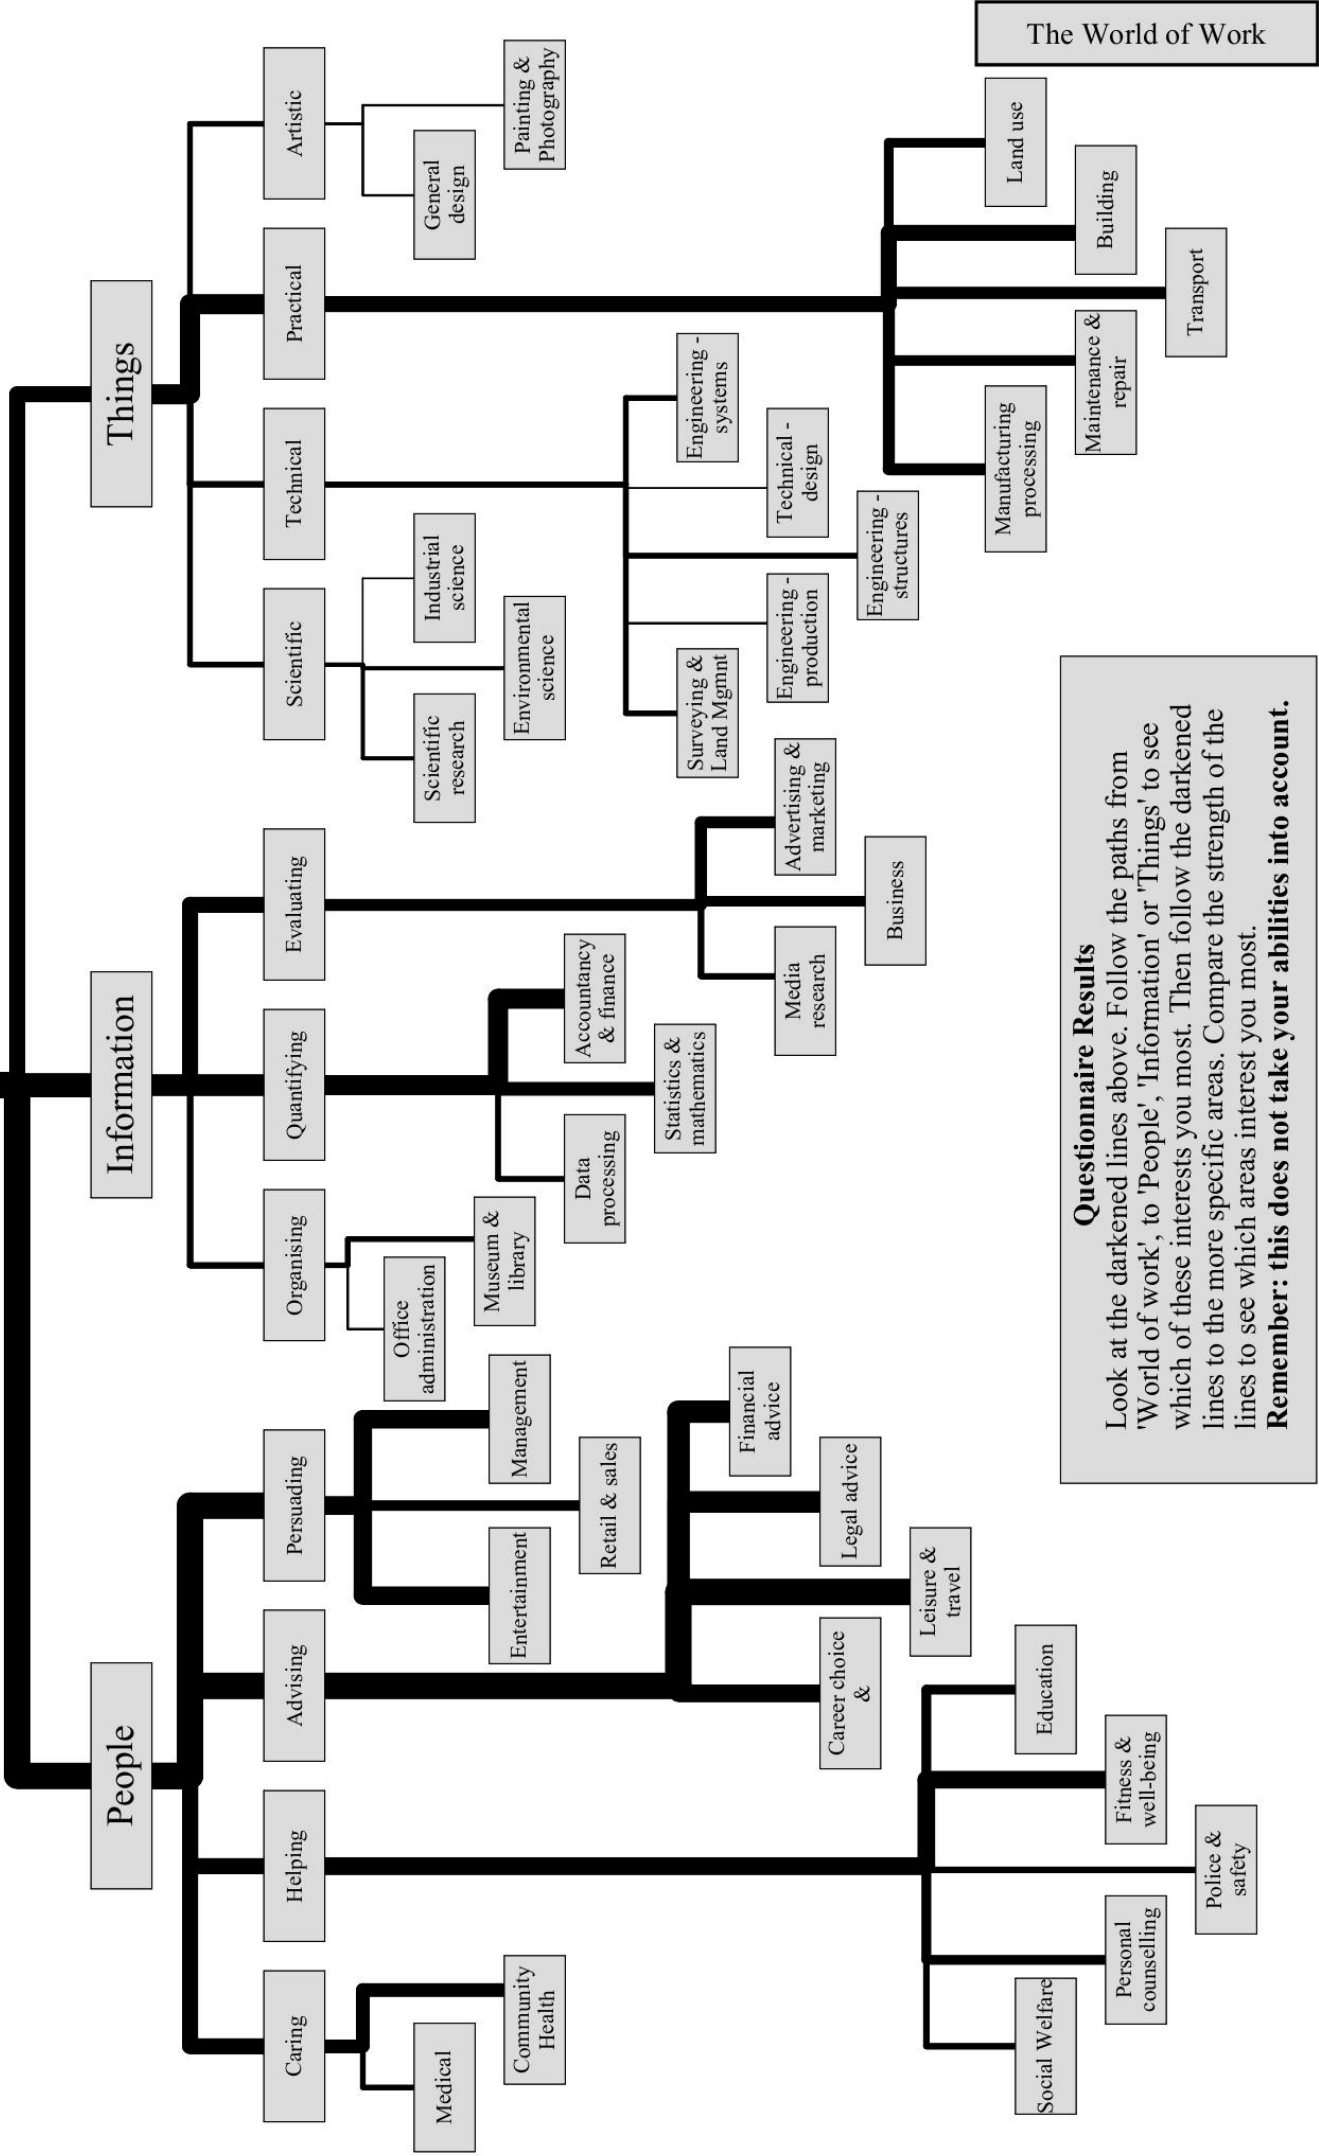 The World of Work
People
Information
Things
Caring
Helping
Advising
Persuading
Organising
Quantifying
Evaluating
Scientific
Technical
Practical
Artistic
Medical
Community
Health
Social Welfare
Personal
counselling
Police &
safety
Fitness &
well-being
Education
Career choice
&
Leisure &
travel
Legal advice
Financial
advice
Entertainment
Retail & sales
Management
Office
administration
Museum &
library
Data
processing
Statistics &
mathematics
Accountancy
& finance
Media
research
Business
Advertising &
marketing
Scientific
research
Environmental
science
Industrial
science
Surveying &
Land Mgmnt
Engineering -
production
Engineering -
structures
Technical -
design
Engineering -
systems
Manufacturing
processing
Maintenance &
repair
Transport
Building
Land use
General
design
Painting &
Photography
Questionnaire Results
Look at the darkened lines above. Follow the paths from
'World of work', to 'People', 'Information' or 'Things' to see
which of these interests you most. Then follow the darkened
lines to the more specific areas. Compare the strength of the
lines to see which areas interest you most.
Remember: this does not take your abilities into account.